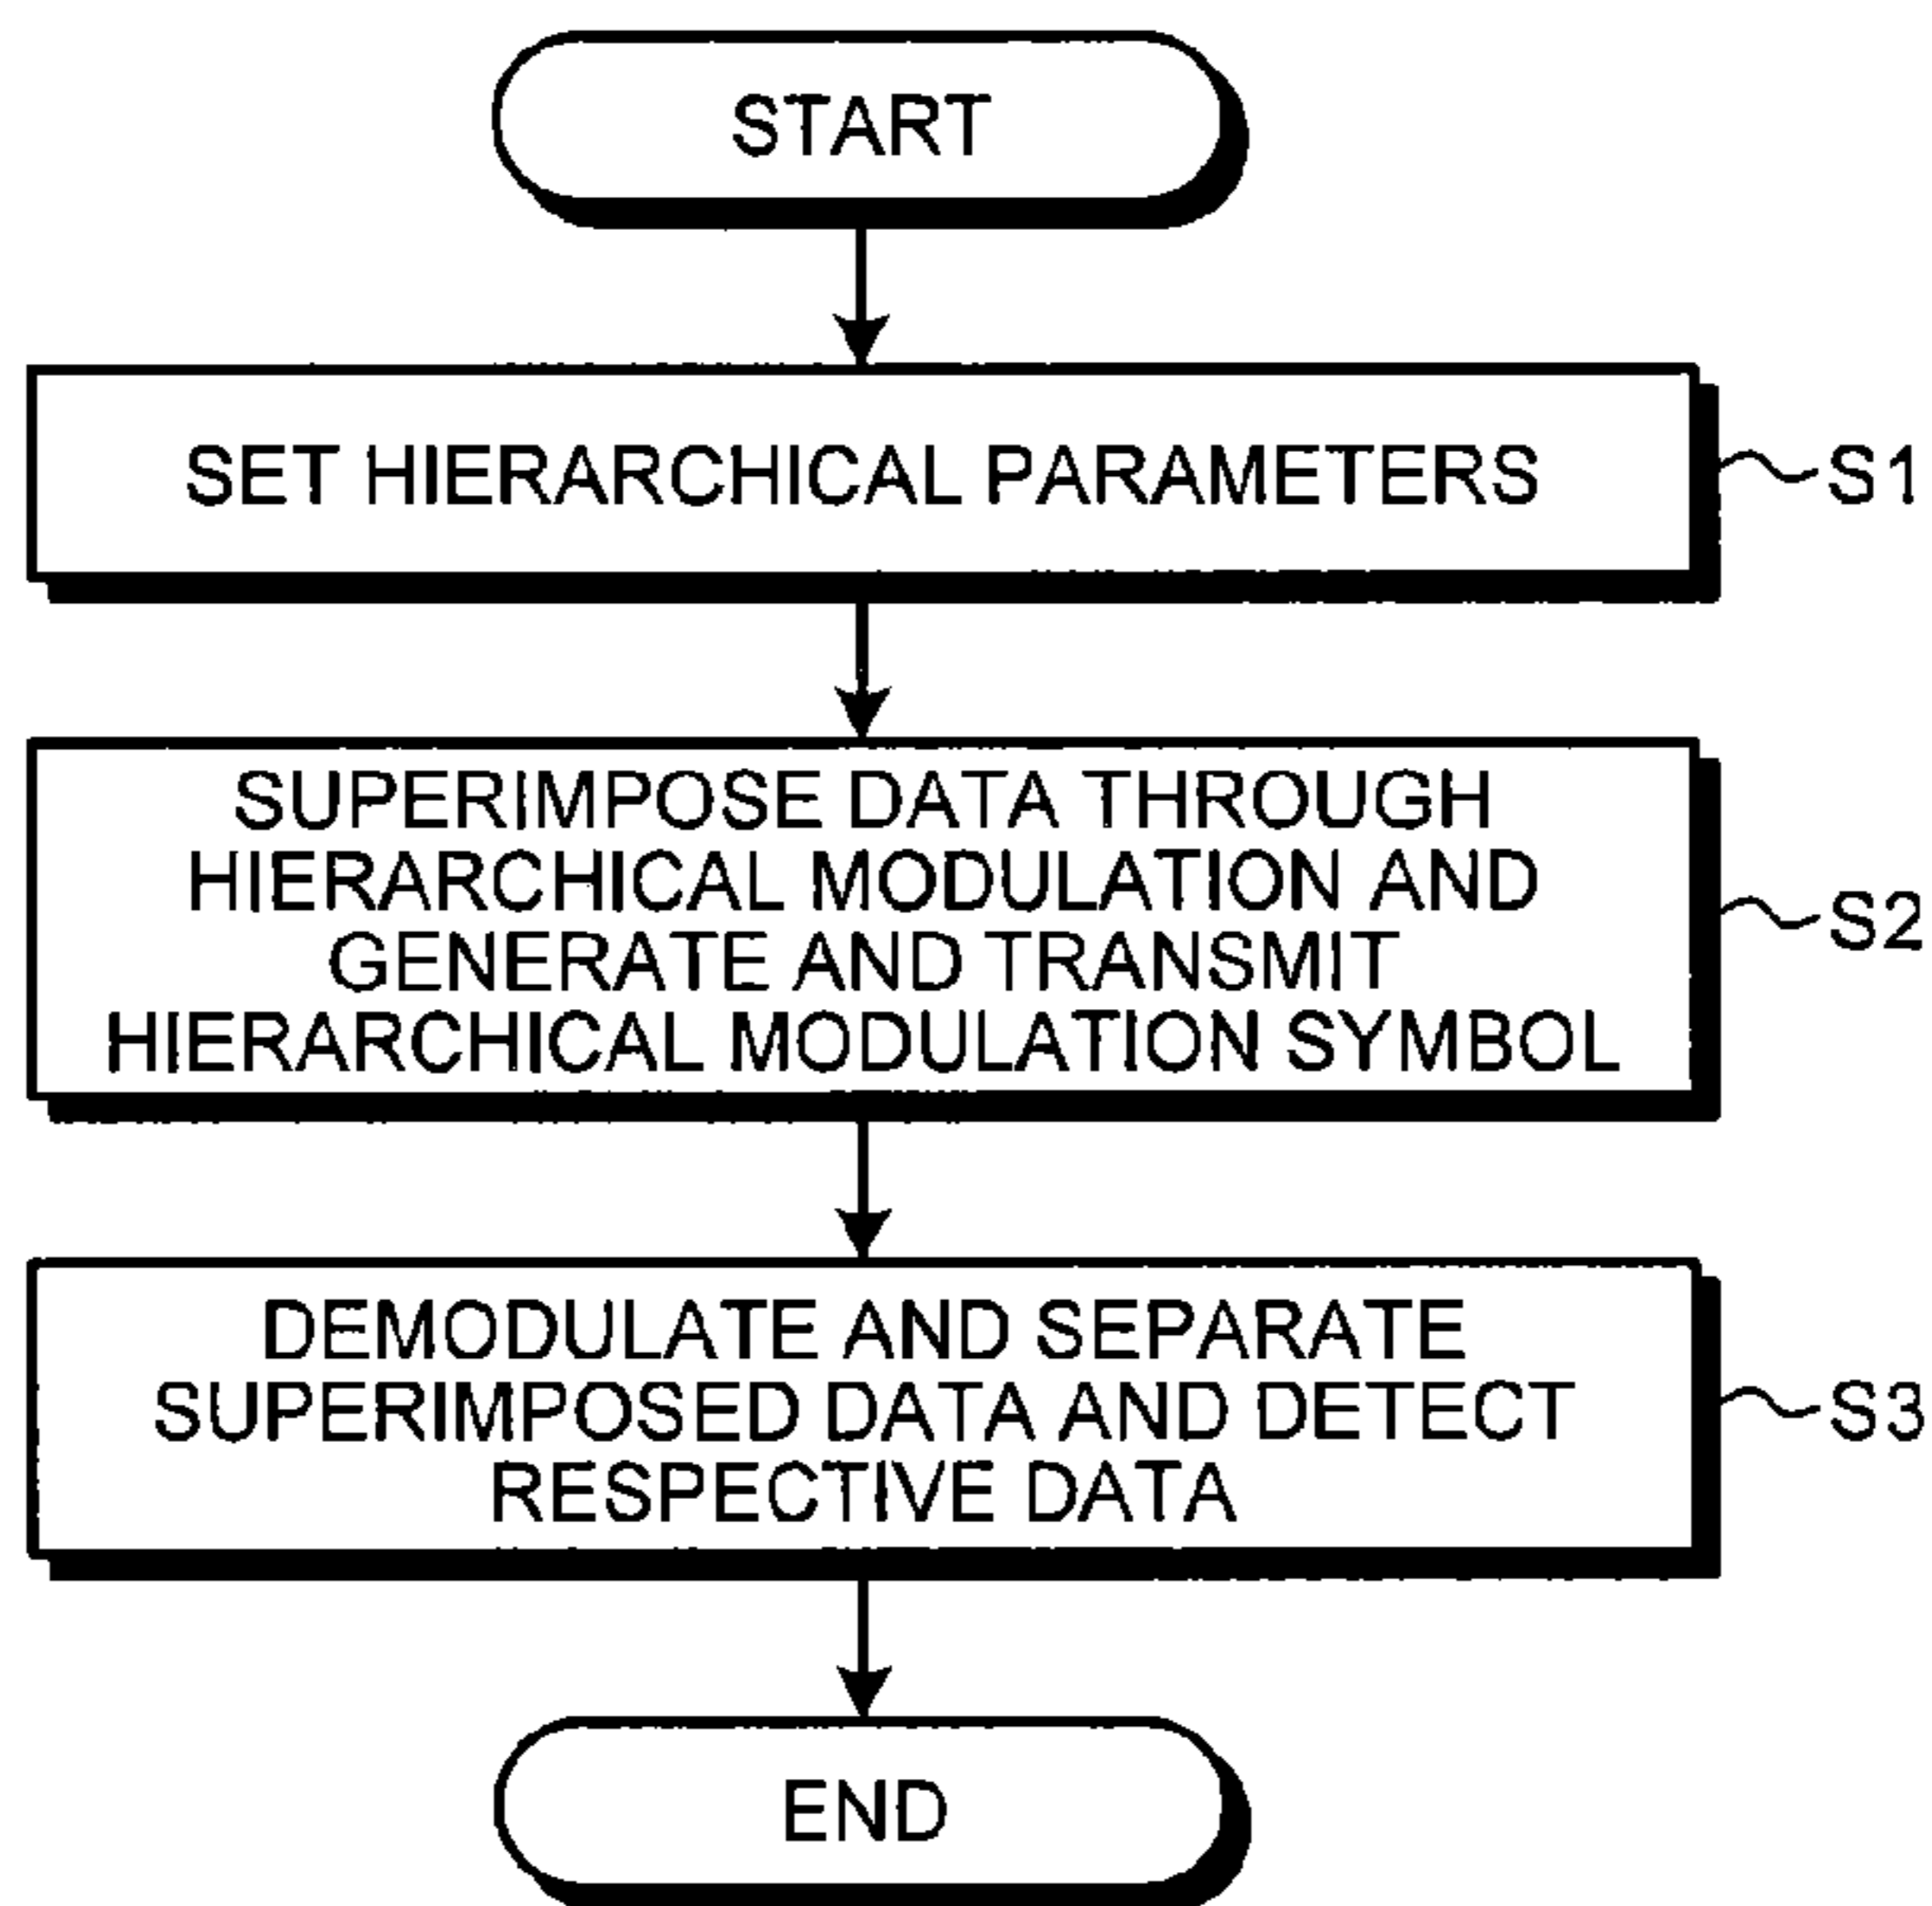 START
SET HIERARCHICAL PARAMETERS
S1
SUPERIMPOSE DATA THROUGH
HIERARCHICAL MODULATION AND
GENERATE AND TRANSMIT
HIERARCHICAL MODULATION SYMBOL
S2
DEMODULATE AND SEPARATE
SUPERIMPOSED DATA AND DETECT
RESPECTIVE DATA
S3
END